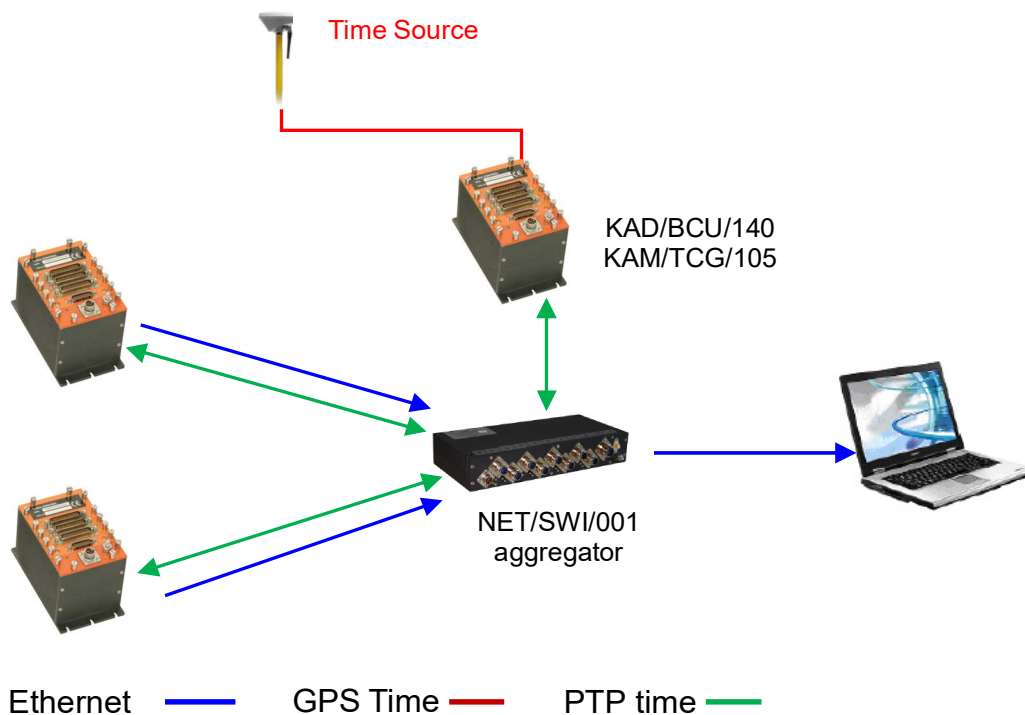 Time Source
KAD/BCU/140
KAM/TCG/105
NET/SWI/001
aggregator
Ethernet GPS Time PTP time